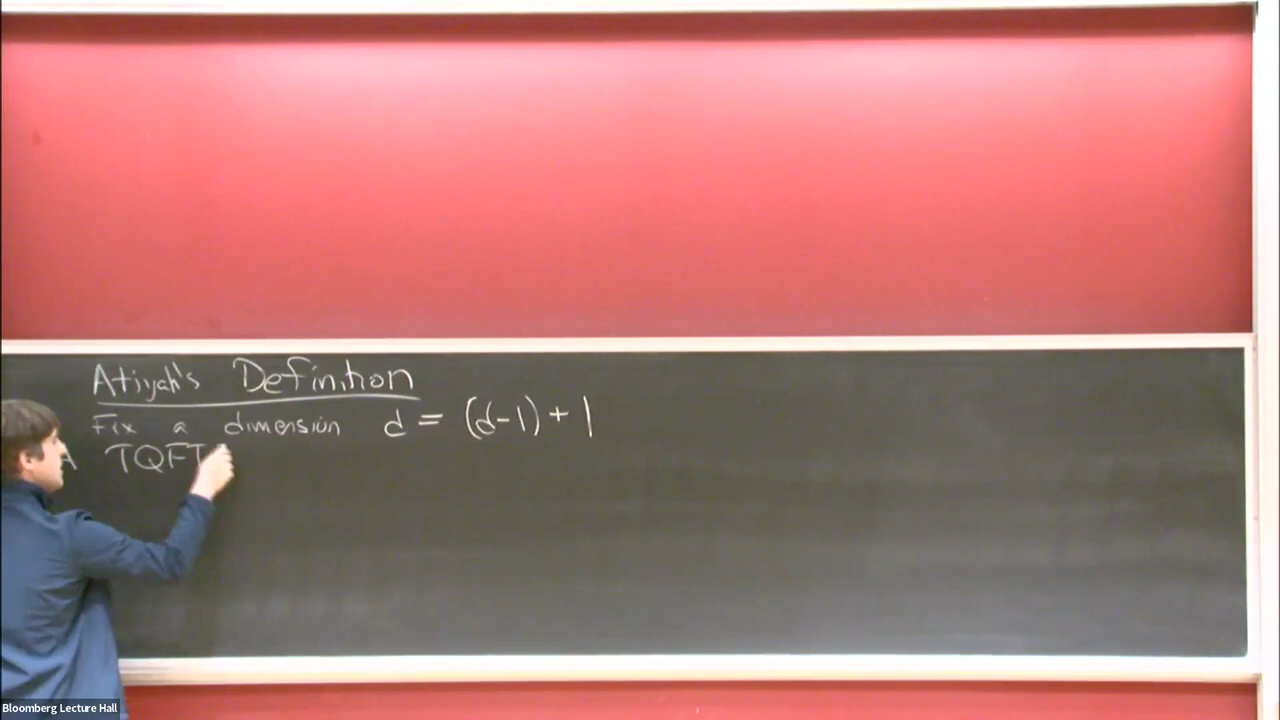 Atiyah's Definition
Fix a dimension d = (d-1) + 1
A TQFT
Bloomberg Lecture Hall